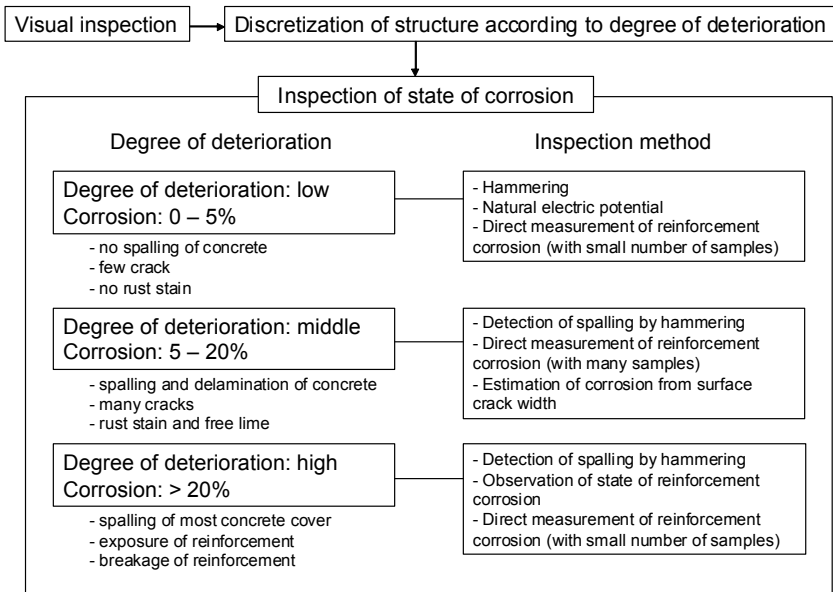 Visual inspection
Discretization of structure according to degree of deterioration
Inspection of state of corrosion
Degree of deterioration
Inspection method
Degree of deterioration: low
Corrosion: 0 – 5%
- no spalling of concrete
- few crack
- no rust stain
- Hammering
- Natural electric potential
- Direct measurement of reinforcement
corrosion (with small number of samples)
Degree of deterioration: middle
Corrosion: 5 – 20%
- spalling and delamination of concrete
- many cracks
- rust stain and free lime
- Detection of spalling by hammering
- Direct measurement of reinforcement
corrosion (with many samples)
- Estimation of corrosion from surface
crack width
Degree of deterioration: high
Corrosion: > 20%
- spalling of most concrete cover
- exposure of reinforcement
- breakage of reinforcement
- Detection of spalling by hammering
- Observation of state of reinforcement
corrosion
- Direct measurement of reinforcement
corrosion (with small number of samples)